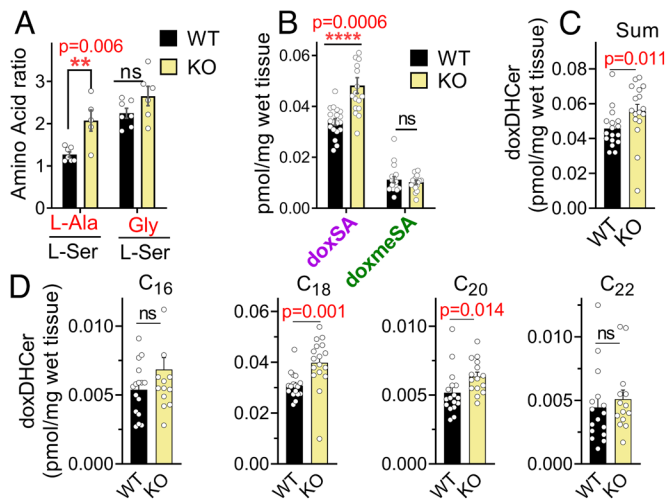 A
p=0.006
**
ns
WT
KO
Amino Acid ratio
3
2
1
0
L-Ala
L-Ser
Gly
L-Ser
B
p=0.0006
****
ns
WT
KO
pmol/mg wet tissue
0.06
0.04
0.02
0.00
doxSA
doxmeSA
C
Sum
p=0.011
doxDHCer
(pmol/mg wet tissue)
0.08
0.06
0.04
0.02
0.00
WT
KO
D
doxDHCer
(pmol/mg wet tissue)
C16
ns
0.010
0.005
0.000
WT
KO
C18
p=0.001
0.06
0.04
0.02
0.00
WT
KO
C20
p=0.014
0.010
0.005
0.000
WT
KO
C22
ns
0.010
0.005
0.000
WT
KO